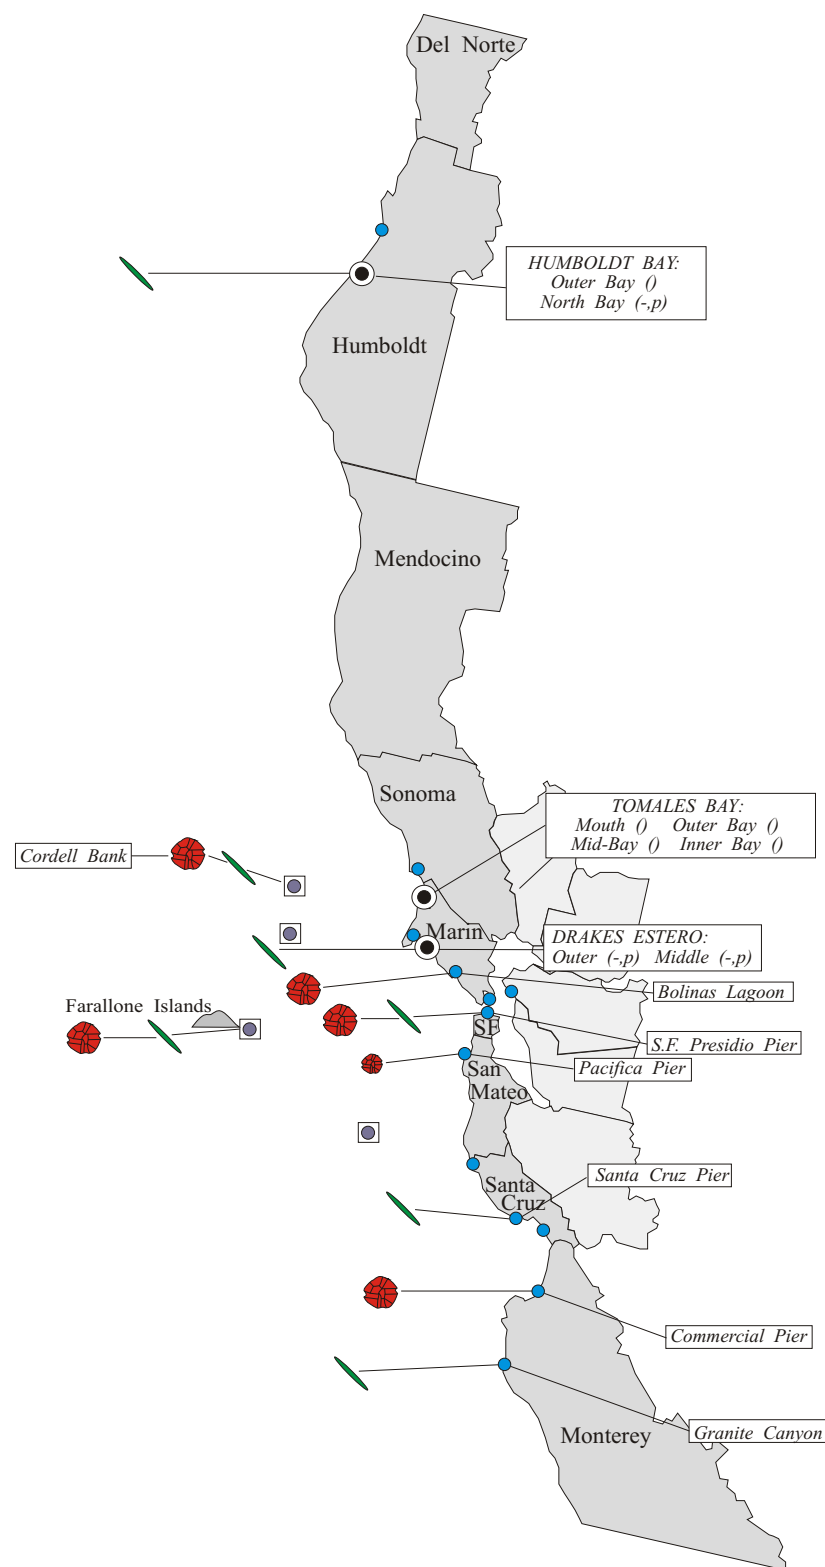 Del Norte
HUMBOLDT BAY:
Outer Bay ()
North Bay (-,p)
Humboldt
Mendocino
Sonoma
TOMALES BAY:
Mouth () Outer Bay ()
Mid-Bay () Inner Bay ()
Cordell Bank
Marin
DRAKES ESTERO:
Outer (-,p) Middle (-,p)
Bolinas Lagoon
Farallone Islands
SF
S.F. Presidio Pier
San
Mateo
Pacifica Pier
Santa
Cruz
Santa Cruz Pier
Commercial Pier
Monterey
Granite Canyon